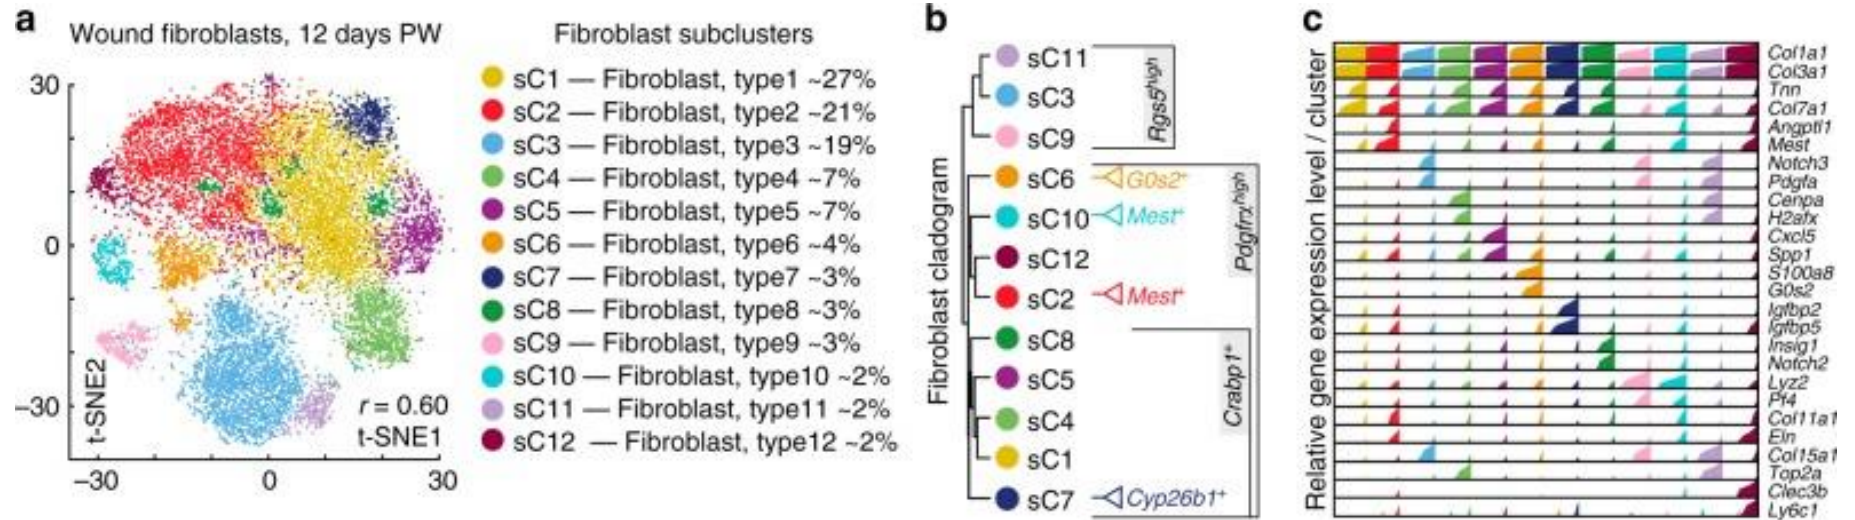 a
Wound fibroblasts, 12 days PW
30
0
−30
t-SNE2
r = 0.60
t-SNE1
−30
0
30
Fibroblast subclusters
sC1 — Fibroblast, type1 ~27%
sC2 — Fibroblast, type2 ~21%
sC3 — Fibroblast, type3 ~19%
sC4 — Fibroblast, type4 ~7%
sC5 — Fibroblast, type5 ~7%
sC6 — Fibroblast, type6 ~4%
sC7 — Fibroblast, type7 ~3%
sC8 — Fibroblast, type8 ~3%
sC9 — Fibroblast, type9 ~3%
sC10 — Fibroblast, type10 ~2%
sC11 — Fibroblast, type11 ~2%
sC12 — Fibroblast, type12 ~2%
b
Fibroblast cladogram
sC11
sC3
sC9
sC6
G0s2+
sC10
Mest+
sC12
sC2
Mest+
sC8
sC5
sC4
sC1
sC7
Cyp26b1+
Rgs5high
Pdgfrαhigh
Crabp1+
c
Relative gene expression level / cluster
Col1a1
Col3a1
Tnn
Col7a1
Angptl1
Mest
Notch3
Pdgfa
Cenpa
H2afx
Cxcl5
Spp1
S100a8
G0s2
Igfbp2
Igfbp5
Insig1
Notch2
Lyz2
Pf4
Col11a1
Eln
Col15a1
Top2a
Clec3b
Ly6c1